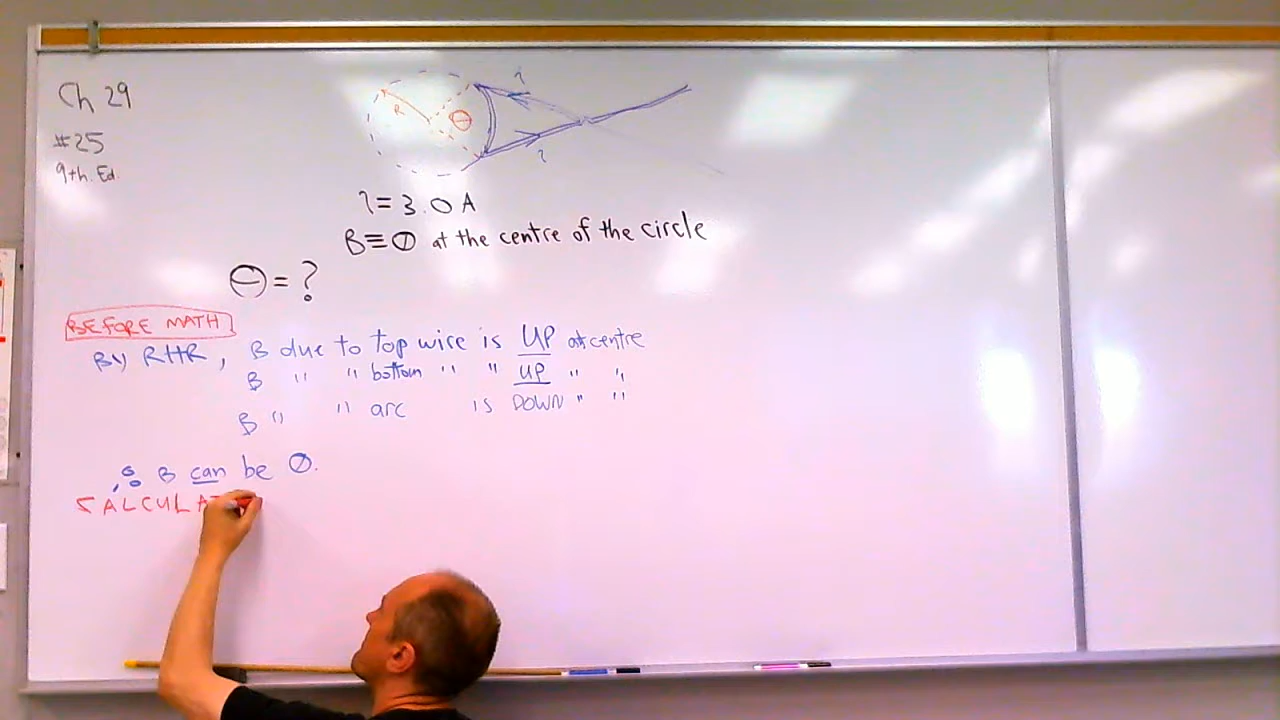 Ch 29
#25
9th. Ed.
i
R
θ
i
i = 3.0 A
B ≡ 0 at the centre of the circle
θ = ?
BEFORE MATH
By RHR, B due to top wire is UP at centre
B " " bottom " " UP " "
B " " arc is DOWN " "
∴ B can be 0.
CALCULAT